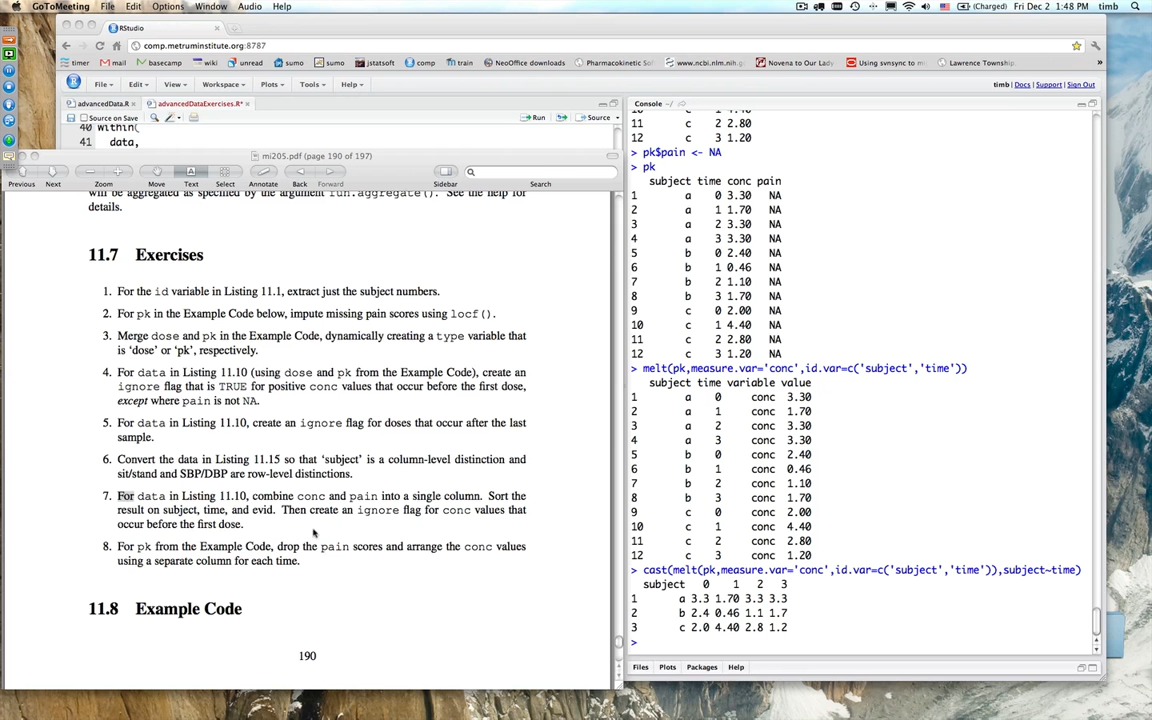 GoToMeeting File Edit Options Window Audio Help
(Charged) Fri Dec 2 1:48 PM timb
RStudio
comp.metruminstitute.org:8787
timer mail basecamp wiki unread sumo sumo jstatsoft comp train NeoOffice downloads Pharmacokinetic Sof www.ncbi.nlm.nih.g Novena to Our Lady Using svnsync to mi Lawrence Township
File Edit View Workspace Plots Tools Help
timb | Docs | Support | Sign Out
advancedData.R advancedDataExercises.R*
Source on Save Run Source
40 within(
41 data,
mi205.pdf (page 190 of 197)
Previous Next Zoom Move Text Select Annotate Back Forward Sidebar Search
will be aggregated as specified by the argument fun.aggregate(). See the help for
details.
11.7 Exercises
1. For the id variable in Listing 11.1, extract just the subject numbers.
2. For pk in the Example Code below, impute missing pain scores using locf().
3. Merge dose and pk in the Example Code, dynamically creating a type variable that
is ‘dose’ or ‘pk’, respectively.
4. For data in Listing 11.10 (using dose and pk from the Example Code), create an
ignore flag that is TRUE for positive conc values that occur before the first dose,
except where pain is not NA.
5. For data in Listing 11.10, create an ignore flag for doses that occur after the last
sample.
6. Convert the data in Listing 11.15 so that ‘subject’ is a column-level distinction and
sit/stand and SBP/DBP are row-level distinctions.
7. For data in Listing 11.10, combine conc and pain into a single column. Sort the
result on subject, time, and evid. Then create an ignore flag for conc values that
occur before the first dose.
8. For pk from the Example Code, drop the pain scores and arrange the conc values
using a separate column for each time.
11.8 Example Code
190
Console ~/
10 c 1 4.40
11 c 2 2.80
12 c 3 1.20
> pk$pain <- NA
> pk
subject time conc pain
1 a 0 3.30 NA
2 a 1 1.70 NA
3 a 2 3.30 NA
4 a 3 3.30 NA
5 b 0 2.40 NA
6 b 1 0.46 NA
7 b 2 1.10 NA
8 b 3 1.70 NA
9 c 0 2.00 NA
10 c 1 4.40 NA
11 c 2 2.80 NA
12 c 3 1.20 NA
> melt(pk,measure.var='conc',id.var=c('subject','time'))
subject time variable value
1 a 0 conc 3.30
2 a 1 conc 1.70
3 a 2 conc 3.30
4 a 3 conc 3.30
5 b 0 conc 2.40
6 b 1 conc 0.46
7 b 2 conc 1.10
8 b 3 conc 1.70
9 c 0 conc 2.00
10 c 1 conc 4.40
11 c 2 conc 2.80
12 c 3 conc 1.20
> cast(melt(pk,measure.var='conc',id.var=c('subject','time')),subject~time)
subject 0 1 2 3
1 a 3.3 1.70 3.3 3.3
2 b 2.4 0.46 1.1 1.7
3 c 2.0 4.40 2.8 1.2
>
Files Plots Packages Help